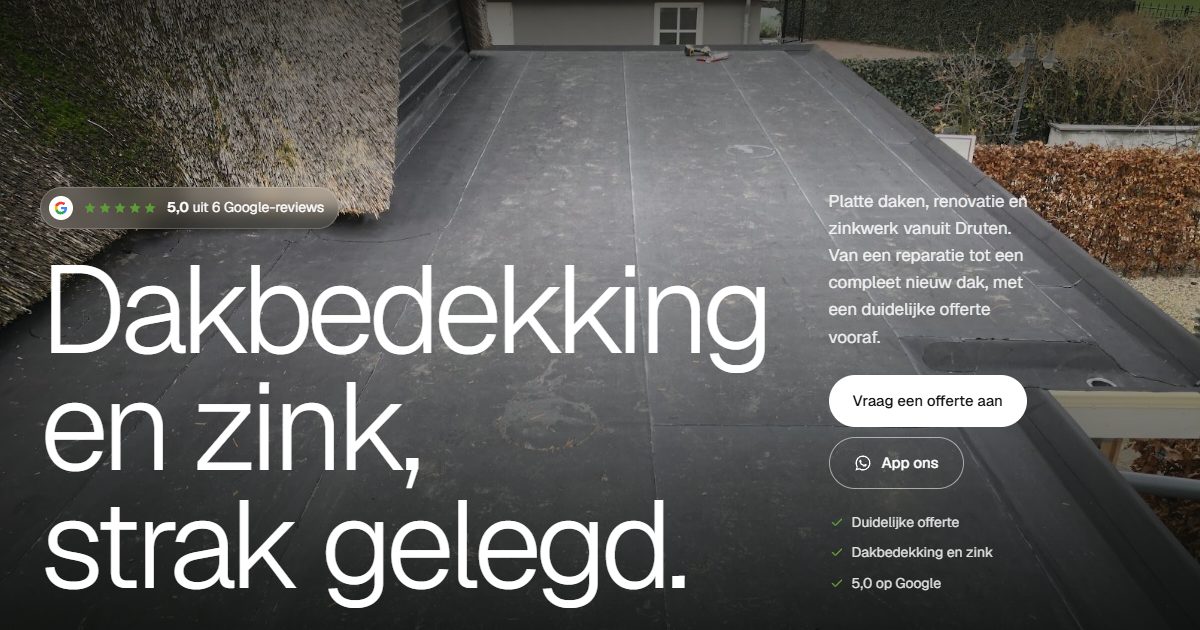 5,0 uit 6 Google-reviews
Dakbedekking
en zink,
strak gelegd.
Platte daken, renovatie en
zinkwerk vanuit Druten.
Van een reparatie tot een
compleet nieuw dak, met
een duidelijke offerte
vooraf.
Vraag een offerte aan
App ons
Duidelijke offerte
Dakbedekking en zink
5,0 op Google